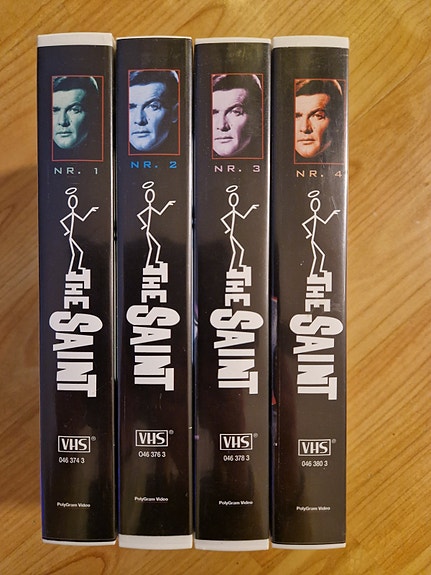 NR. 1
THE SAINT
VHS®
046 374 3
PolyGram Video
NR. 2
THE SAINT
VHS®
046 376 3
PolyGram Video
NR. 3
THE SAINT
VHS®
046 378 3
PolyGram Video
NR. 4
THE SAINT
VHS®
046 380 3
PolyGram Video